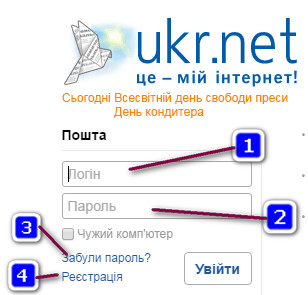 ukr.net
це – мій інтернет!
Сьогодні Всесвітній день свободи преси
День кондитера
Пошта
1
Логін
Пароль
2
Чужий комп'ютер
3
Забули пароль?
4
Реєстрація
Увійти